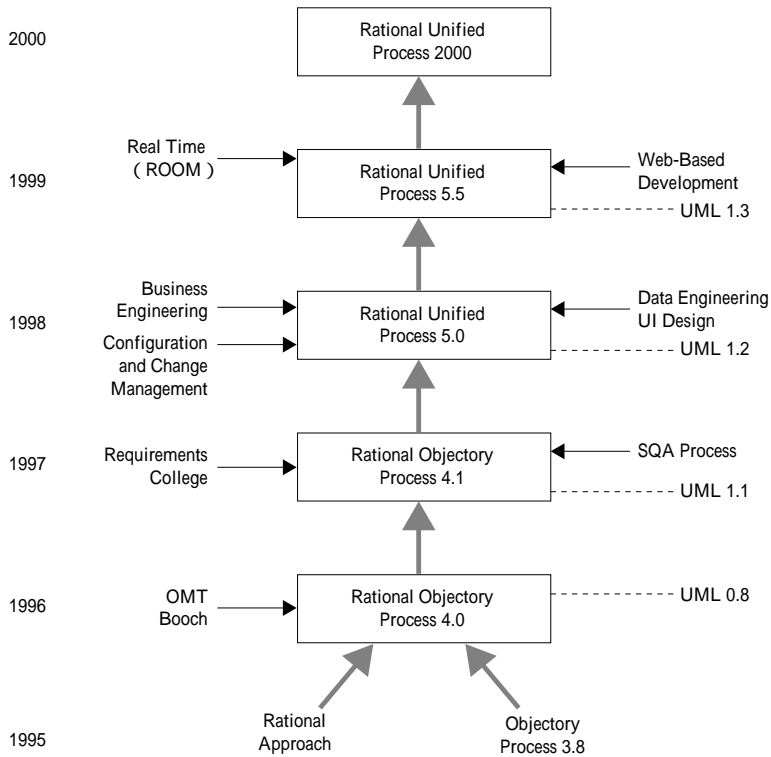 2000
Rational Unified
Process 2000
Real Time
( ROOM )
1999
Rational Unified
Process 5.5
Web-Based
Development
UML 1.3
Business
Engineering
1998
Configuration
and Change
Management
Rational Unified
Process 5.0
Data Engineering
UI Design
UML 1.2
1997
Requirements
College
Rational Objectory
Process 4.1
SQA Process
UML 1.1
1996
OMT
Booch
Rational Objectory
Process 4.0
UML 0.8
1995
Rational
Approach
Objectory
Process 3.8